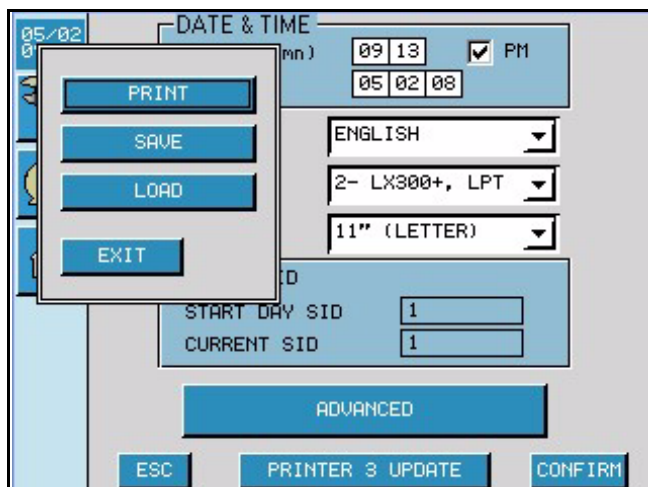 05/02
DATE & TIME
mn)
09 13
PM
05 02 08
PRINT
SAVE
LOAD
EXIT
ENGLISH
2- LX300+, LPT
11” (LETTER)
ID
START DAY SID
1
CURRENT SID
1
ADVANCED
ESC
PRINTER 3 UPDATE
CONFIRM